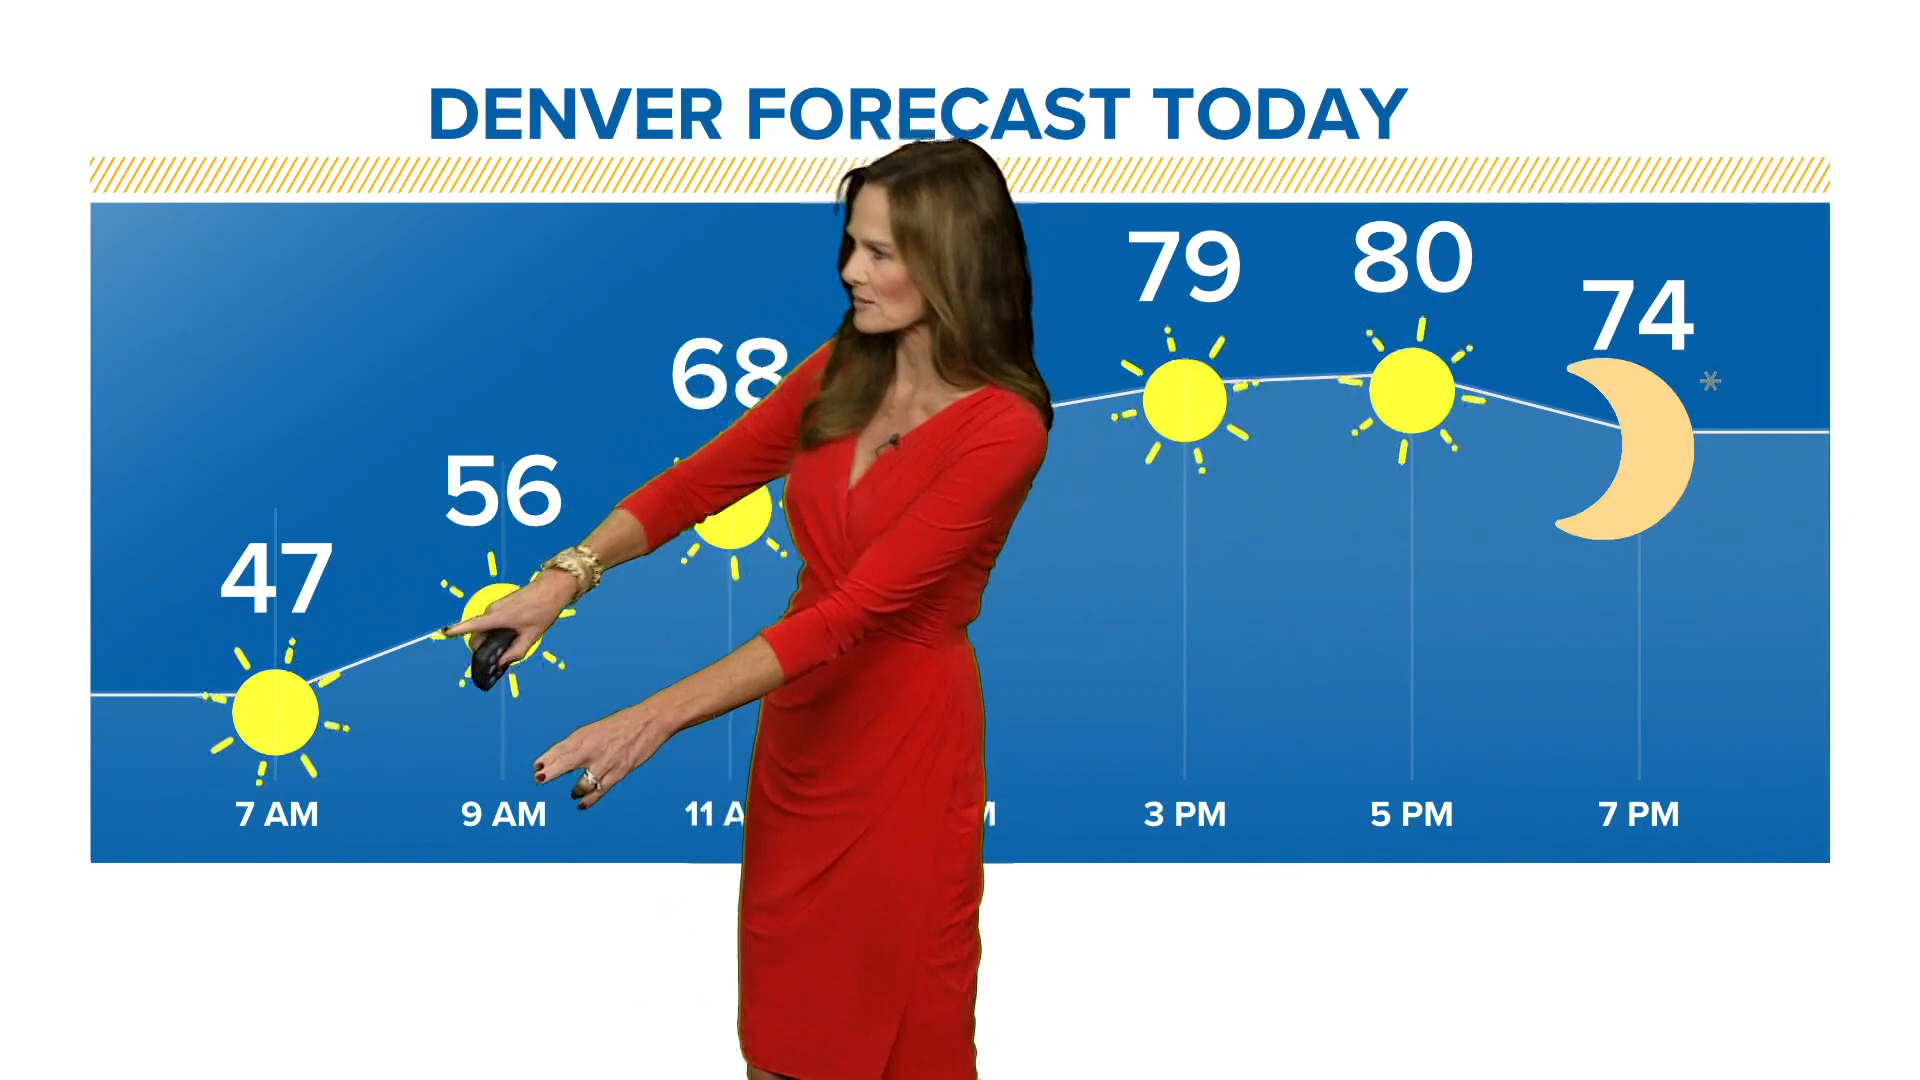 DENVER FORECAST TODAY
47 56 68 79 80 74
*
7 AM 9 AM 11 3 PM 5 PM 7 PM